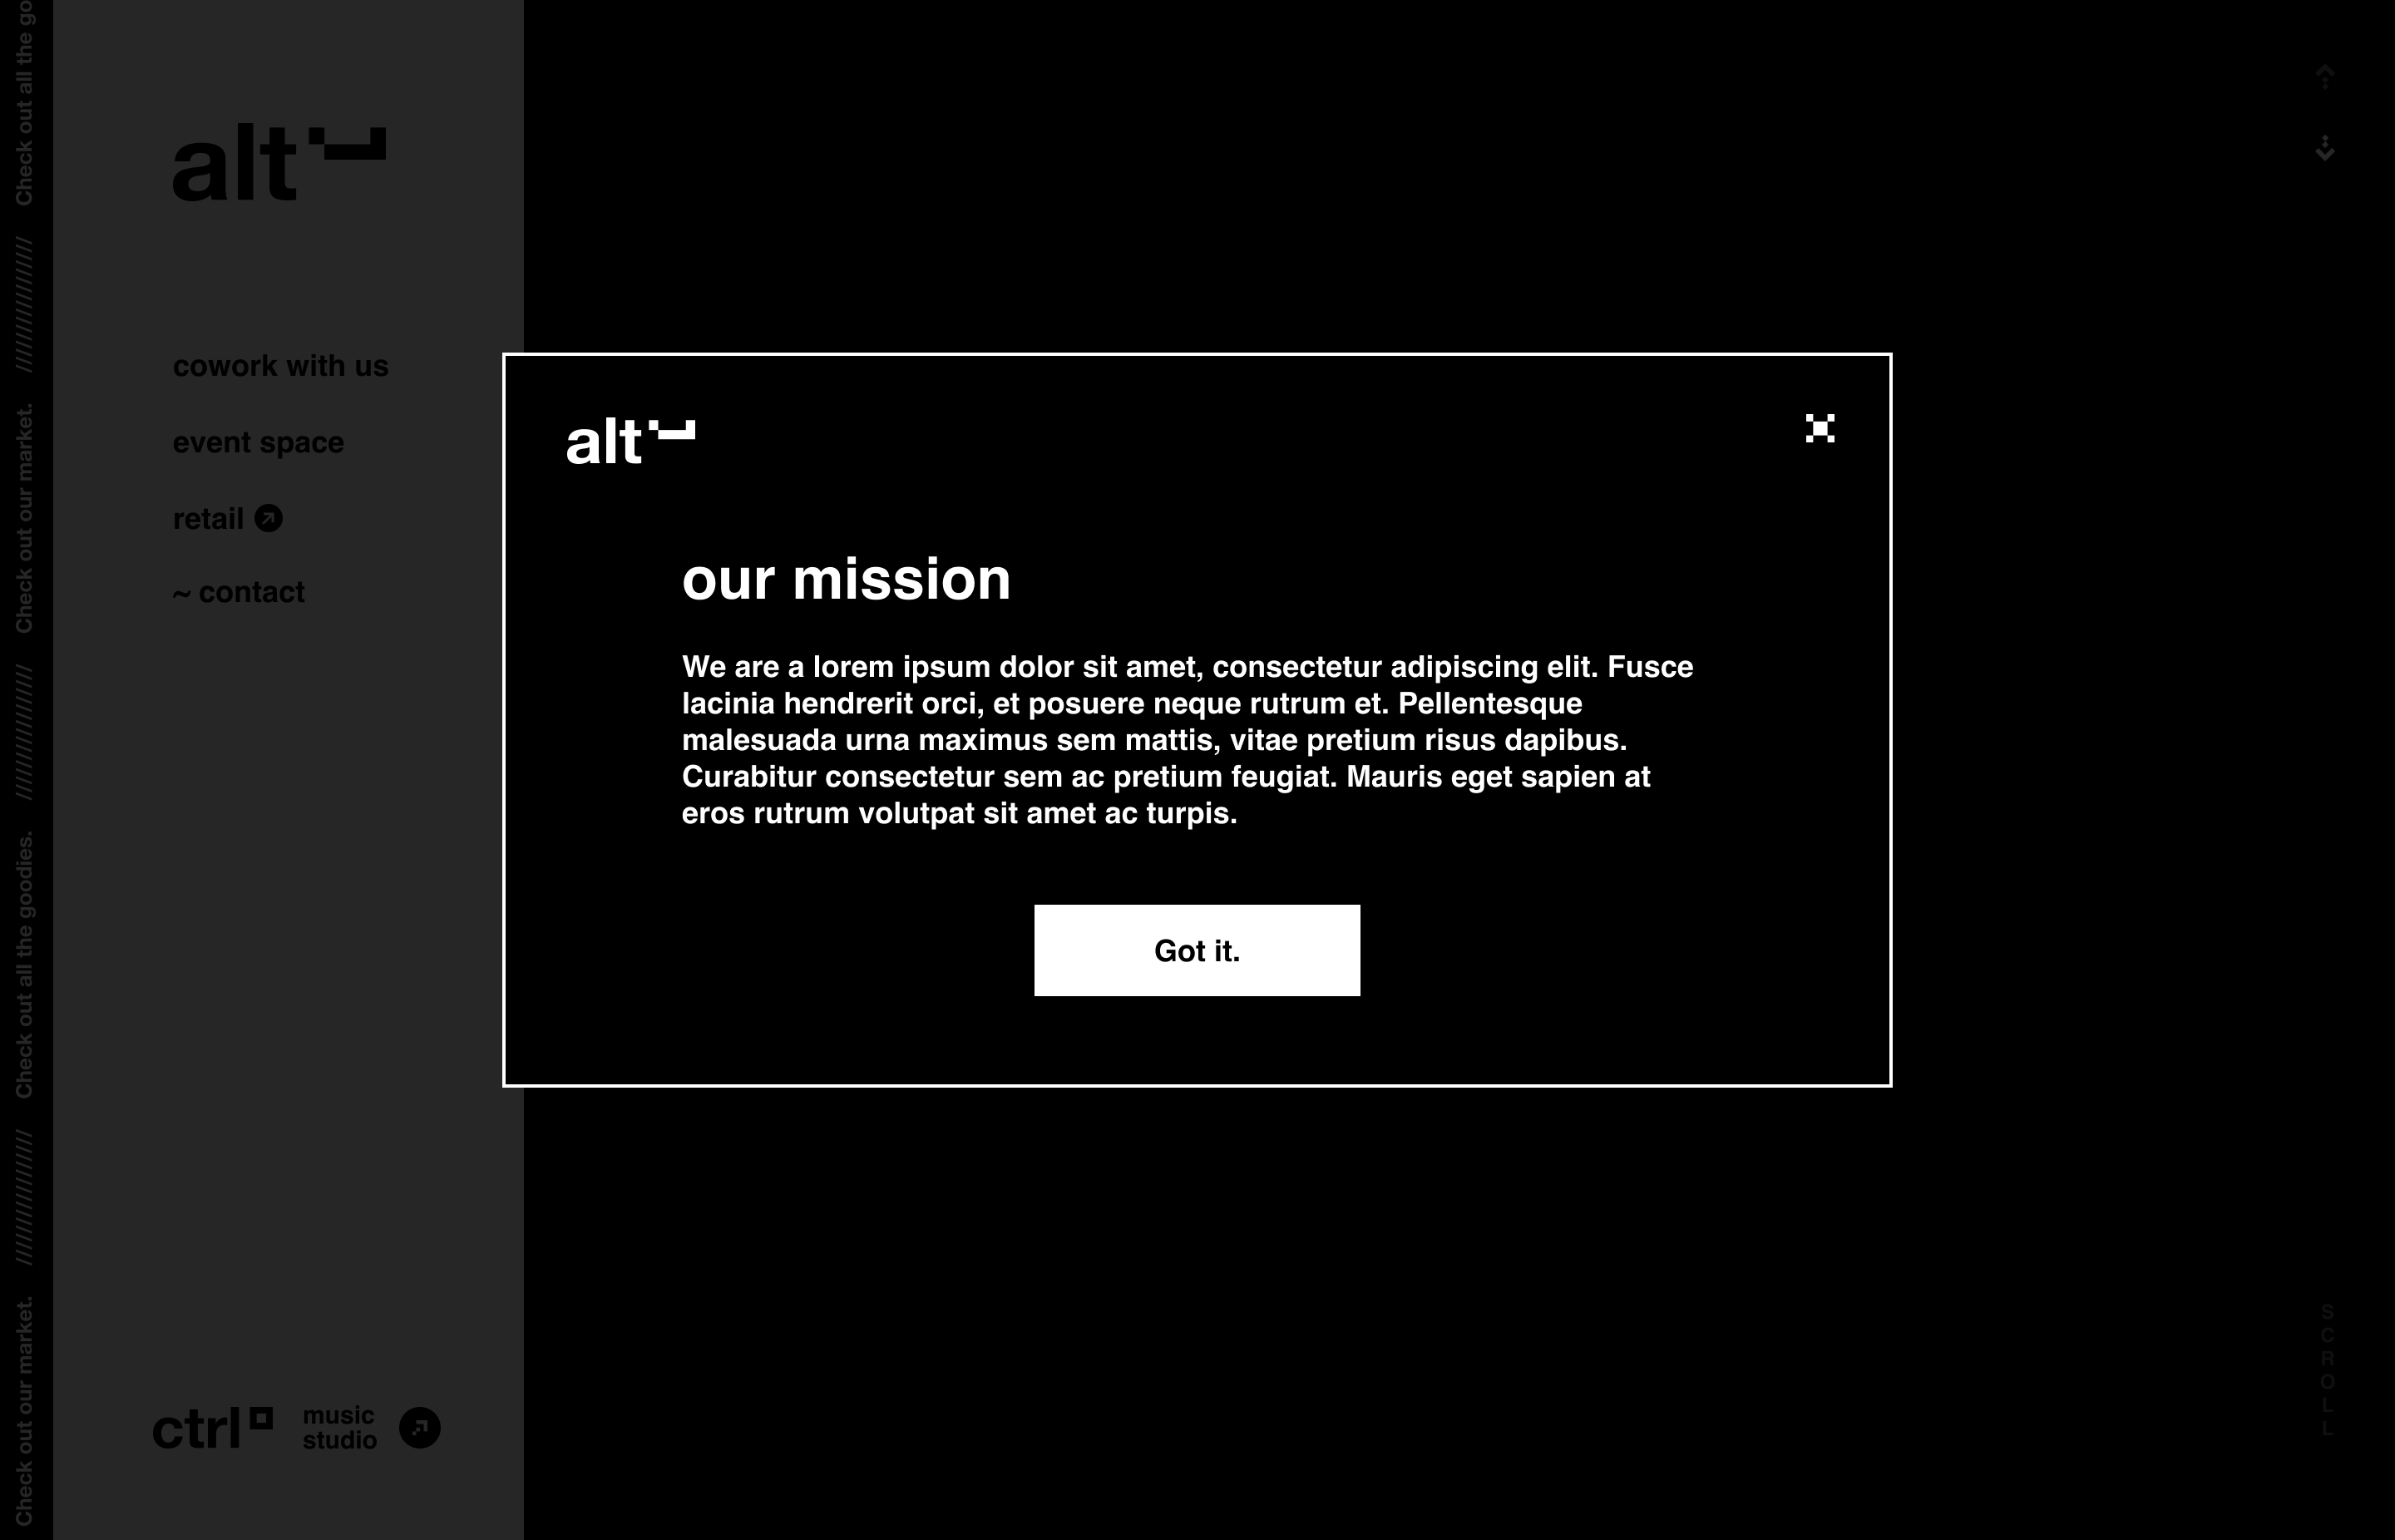 Check out all the go
///////////////////
Check out our market.
///////////////////
Check out all the goodies.
///////////////////
Check out our market.
alt
cowork with us
event space
retail
~ contact
ctrl
music
studio
alt
our mission
We are a lorem ipsum dolor sit amet, consectetur adipiscing elit. Fusce
lacinia hendrerit orci, et posuere neque rutrum et. Pellentesque
malesuada urna maximus sem mattis, vitae pretium risus dapibus.
Curabitur consectetur sem ac pretium feugiat. Mauris eget sapien at
eros rutrum volutpat sit amet ac turpis.
Got it.
SCROLL